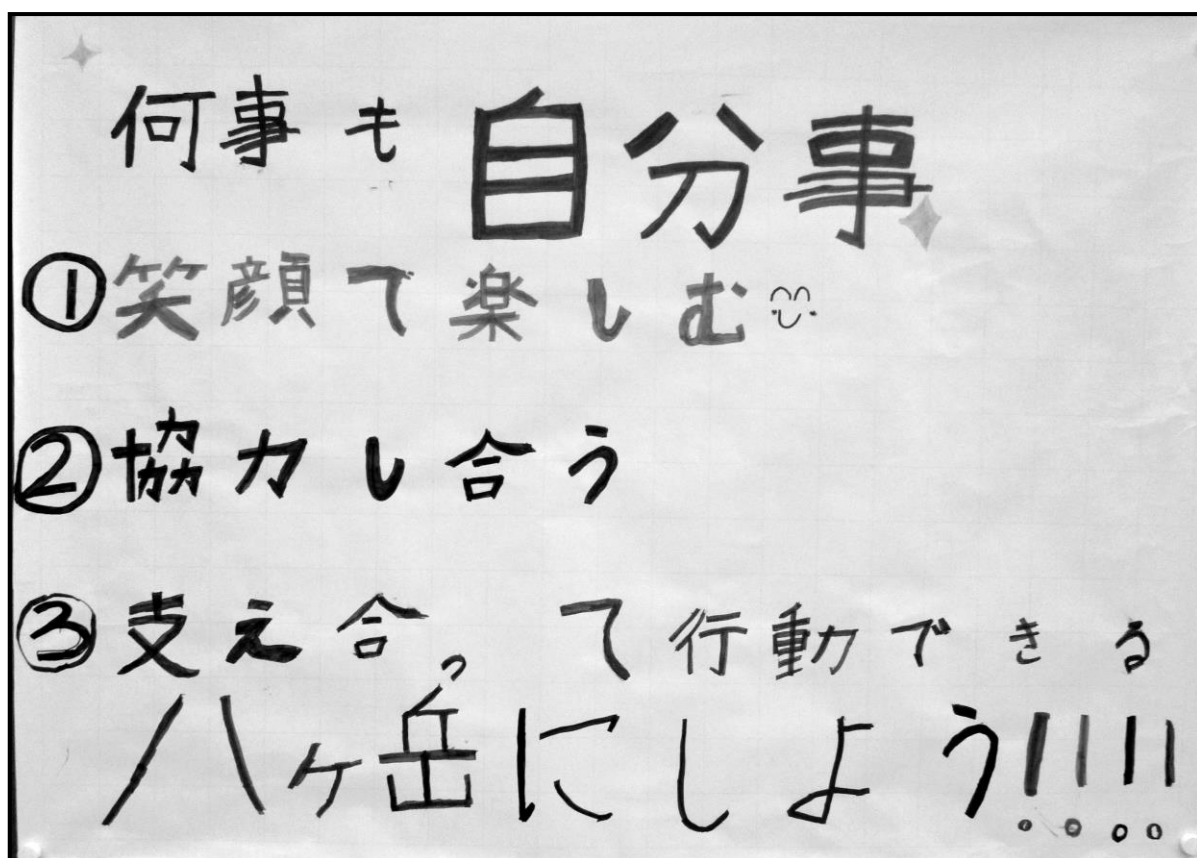 何事も自分事
①笑顔で楽しむ
②協力し合う
③支え合って行動できる
八ヶ岳にしよう!!!!